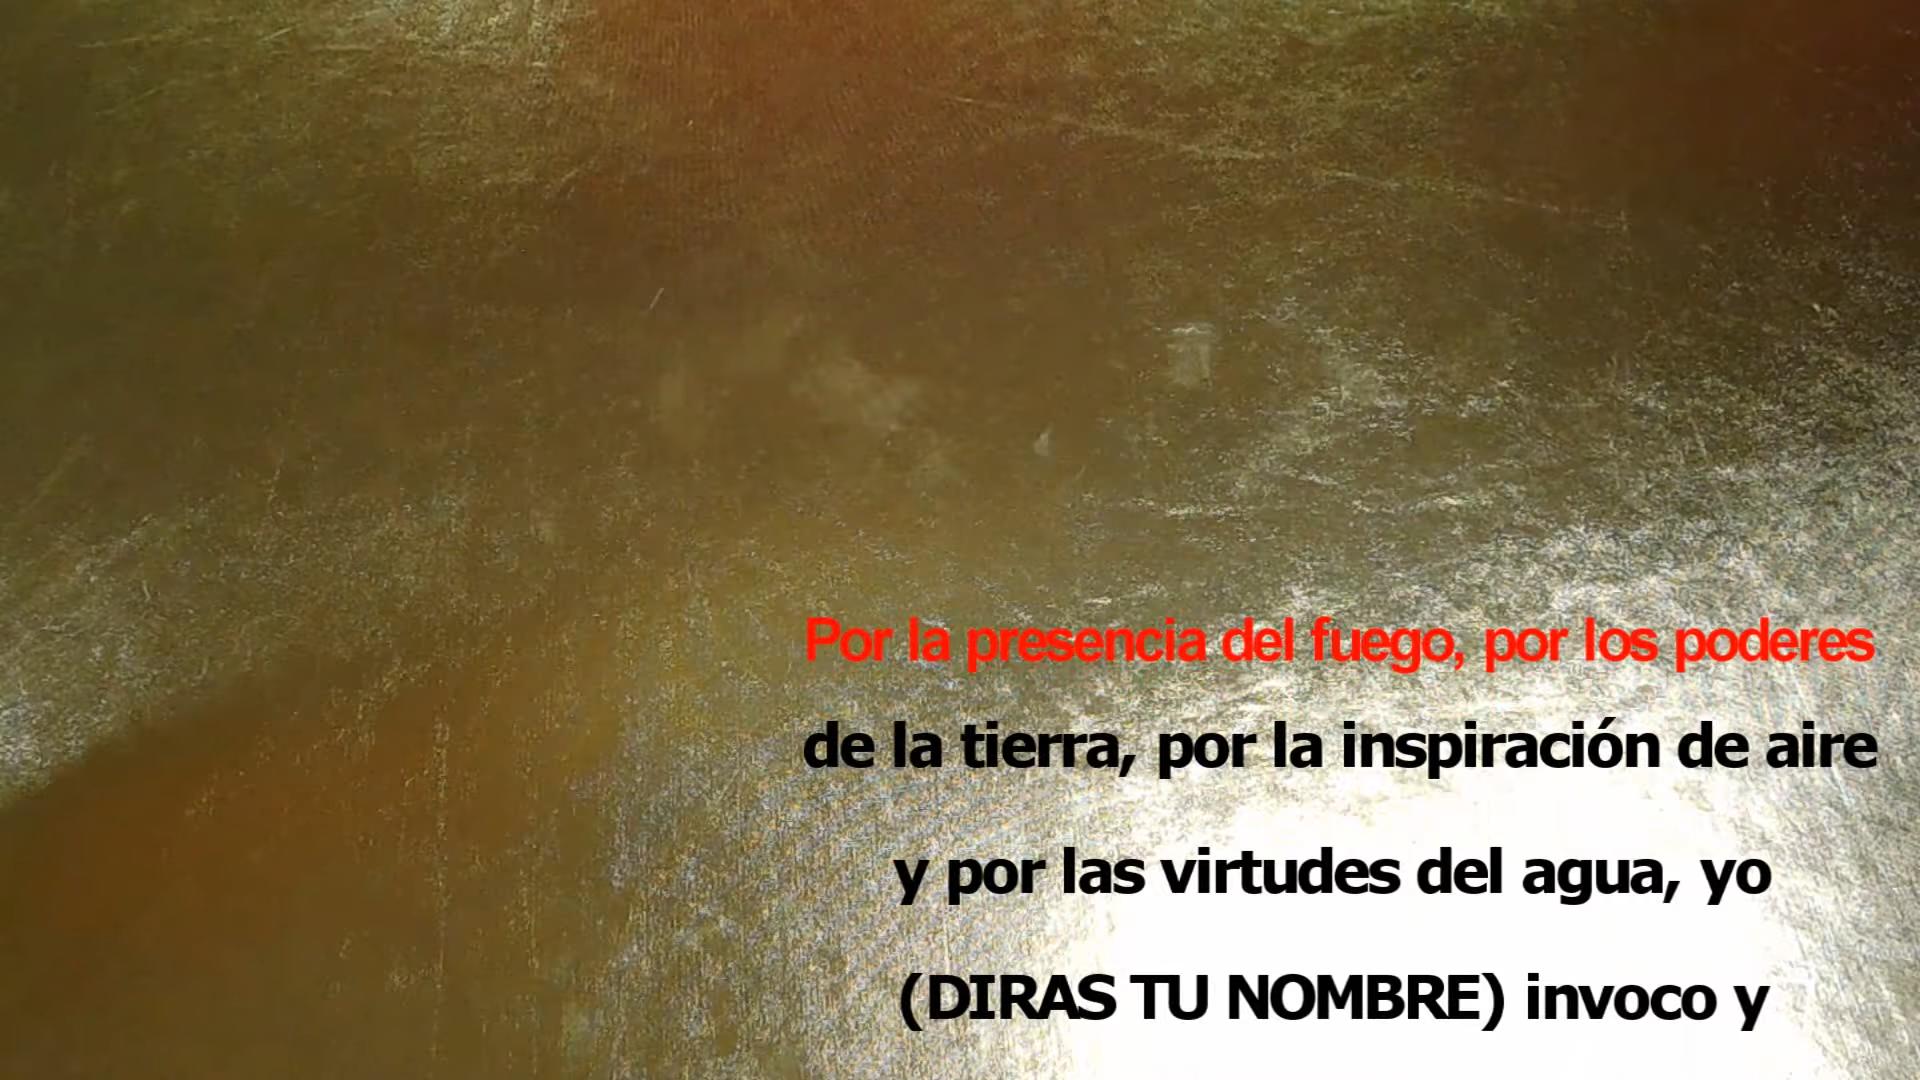 Por la presencia del fuego, por los poderes
de la tierra, por la inspiración de aire
y por las virtudes del agua, yo
(DIRAS TU NOMBRE) invoco y